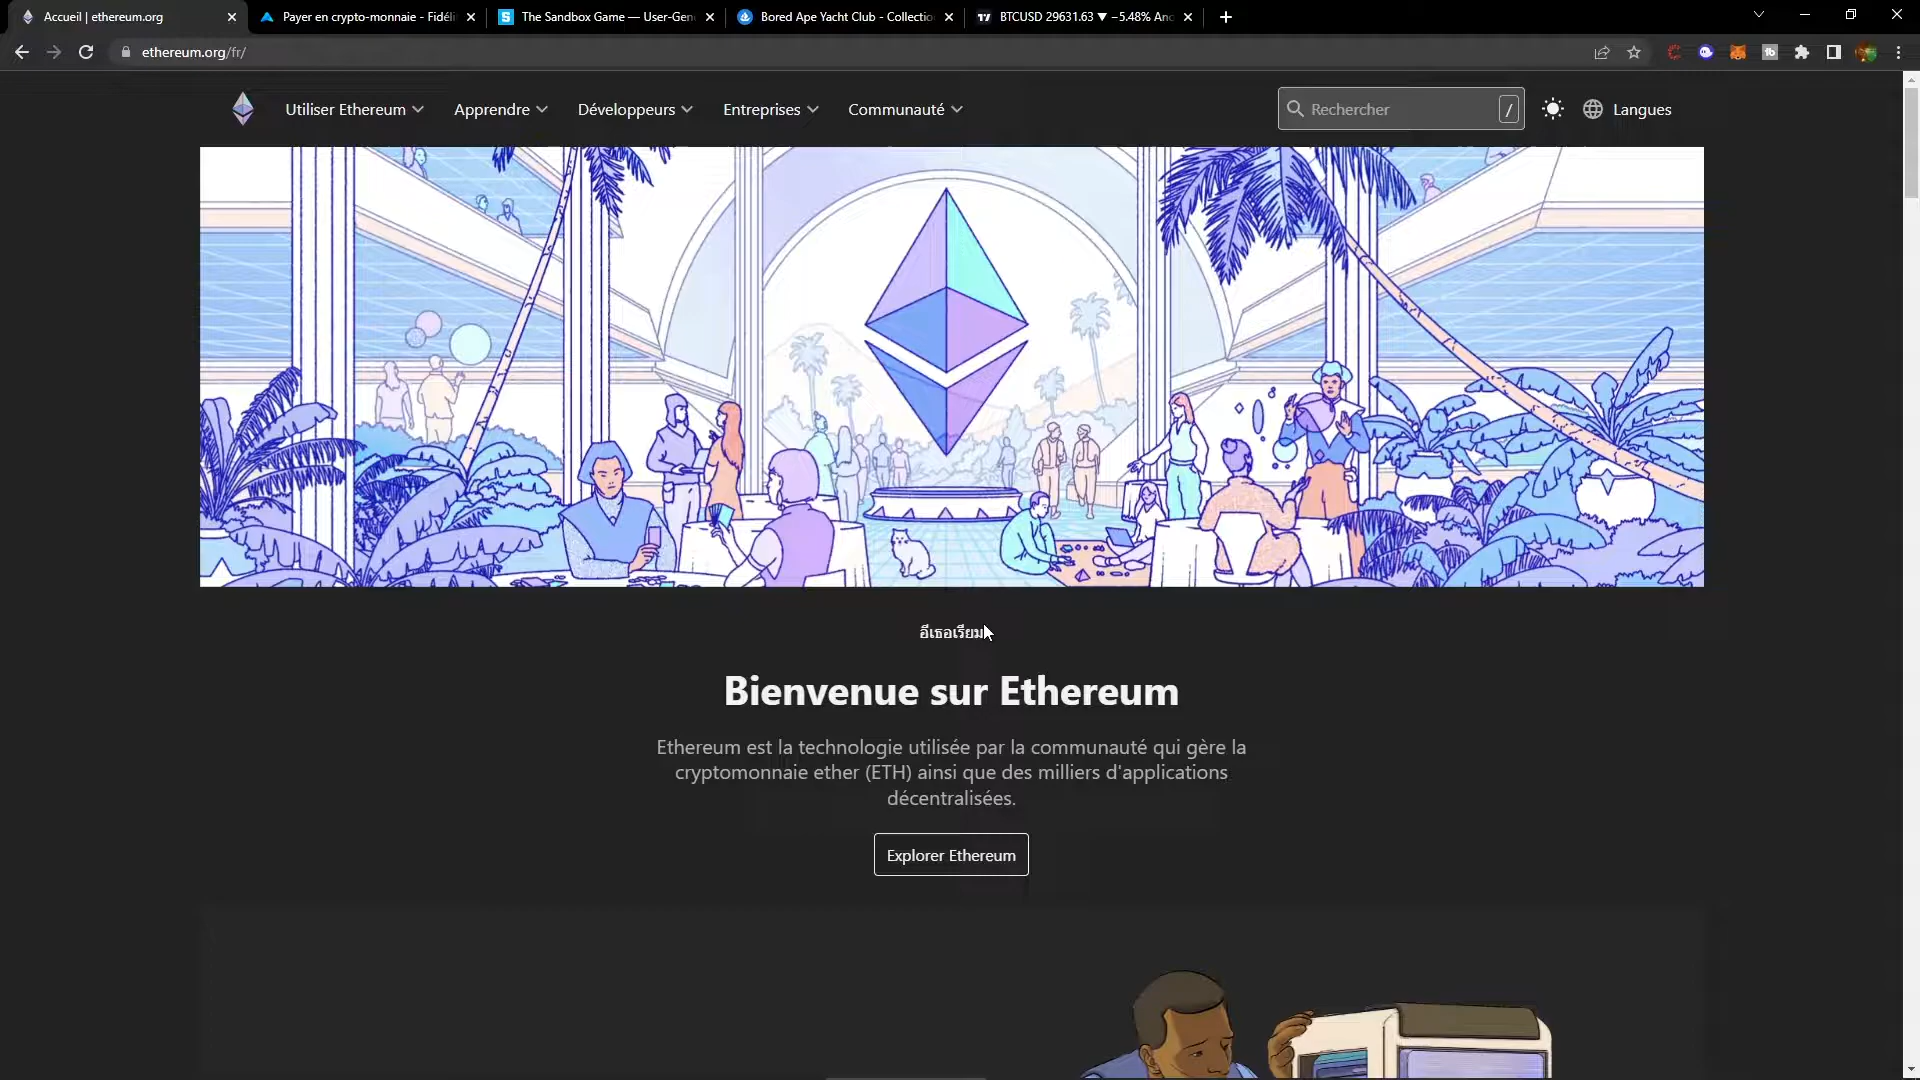 Accueil | ethereum.org
Payer en crypto-monnaie - Fidéli
The Sandbox Game — User-Gen
Bored Ape Yacht Club - Collectio
BTCUSD 29631.63 ▼ −5.48% Anc
ethereum.org/fr/
Utiliser Ethereum
Apprendre
Développeurs
Entreprises
Communauté
Rechercher
/
Langues
อีเธอเรียม
Bienvenue sur Ethereum
Ethereum est la technologie utilisée par la communauté qui gère la
cryptomonnaie ether (ETH) ainsi que des milliers d'applications
décentralisées.
Explorer Ethereum